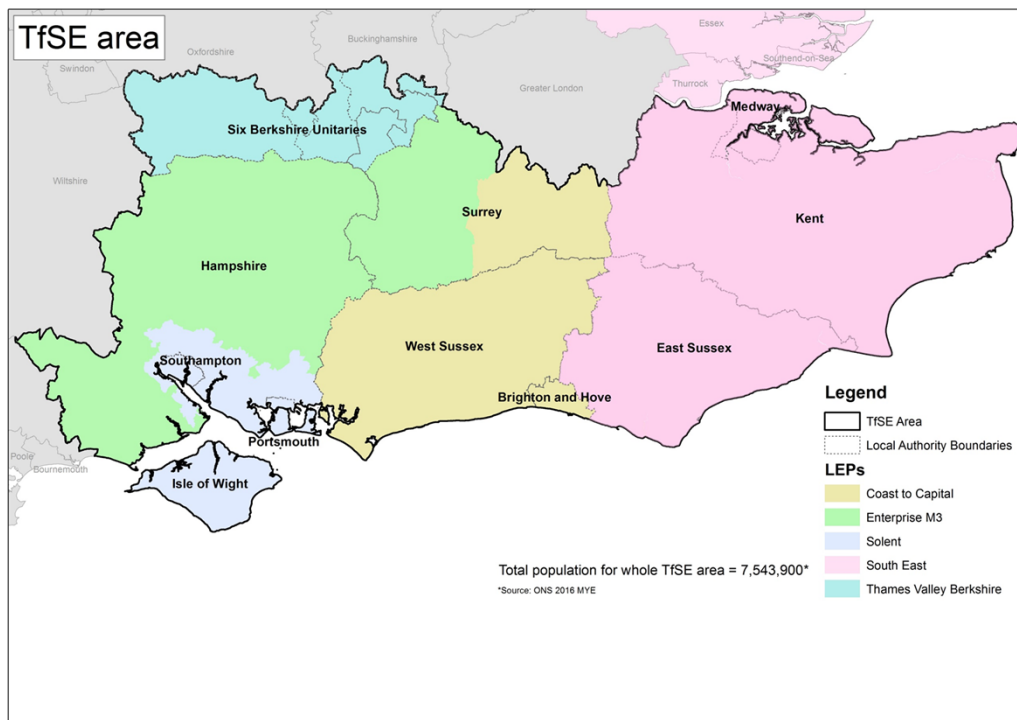 TfSE area
Essex
Buckinghamshire
Oxfordshire
Southend-on-Sea
Swindon
Thurrock
Greater London
Medway
Six Berkshire Unitaries
Wiltshire
Surrey
Kent
Hampshire
West Sussex
East Sussex
Southampton
Brighton and Hove
Portsmouth
Poole
Bournemouth
Isle of Wight
Legend
TfSE Area
Local Authority Boundaries
LEPs
Coast to Capital
Enterprise M3
Solent
South East
Thames Valley Berkshire
Total population for whole TfSE area = 7,543,900*
*Source: ONS 2016 MYE